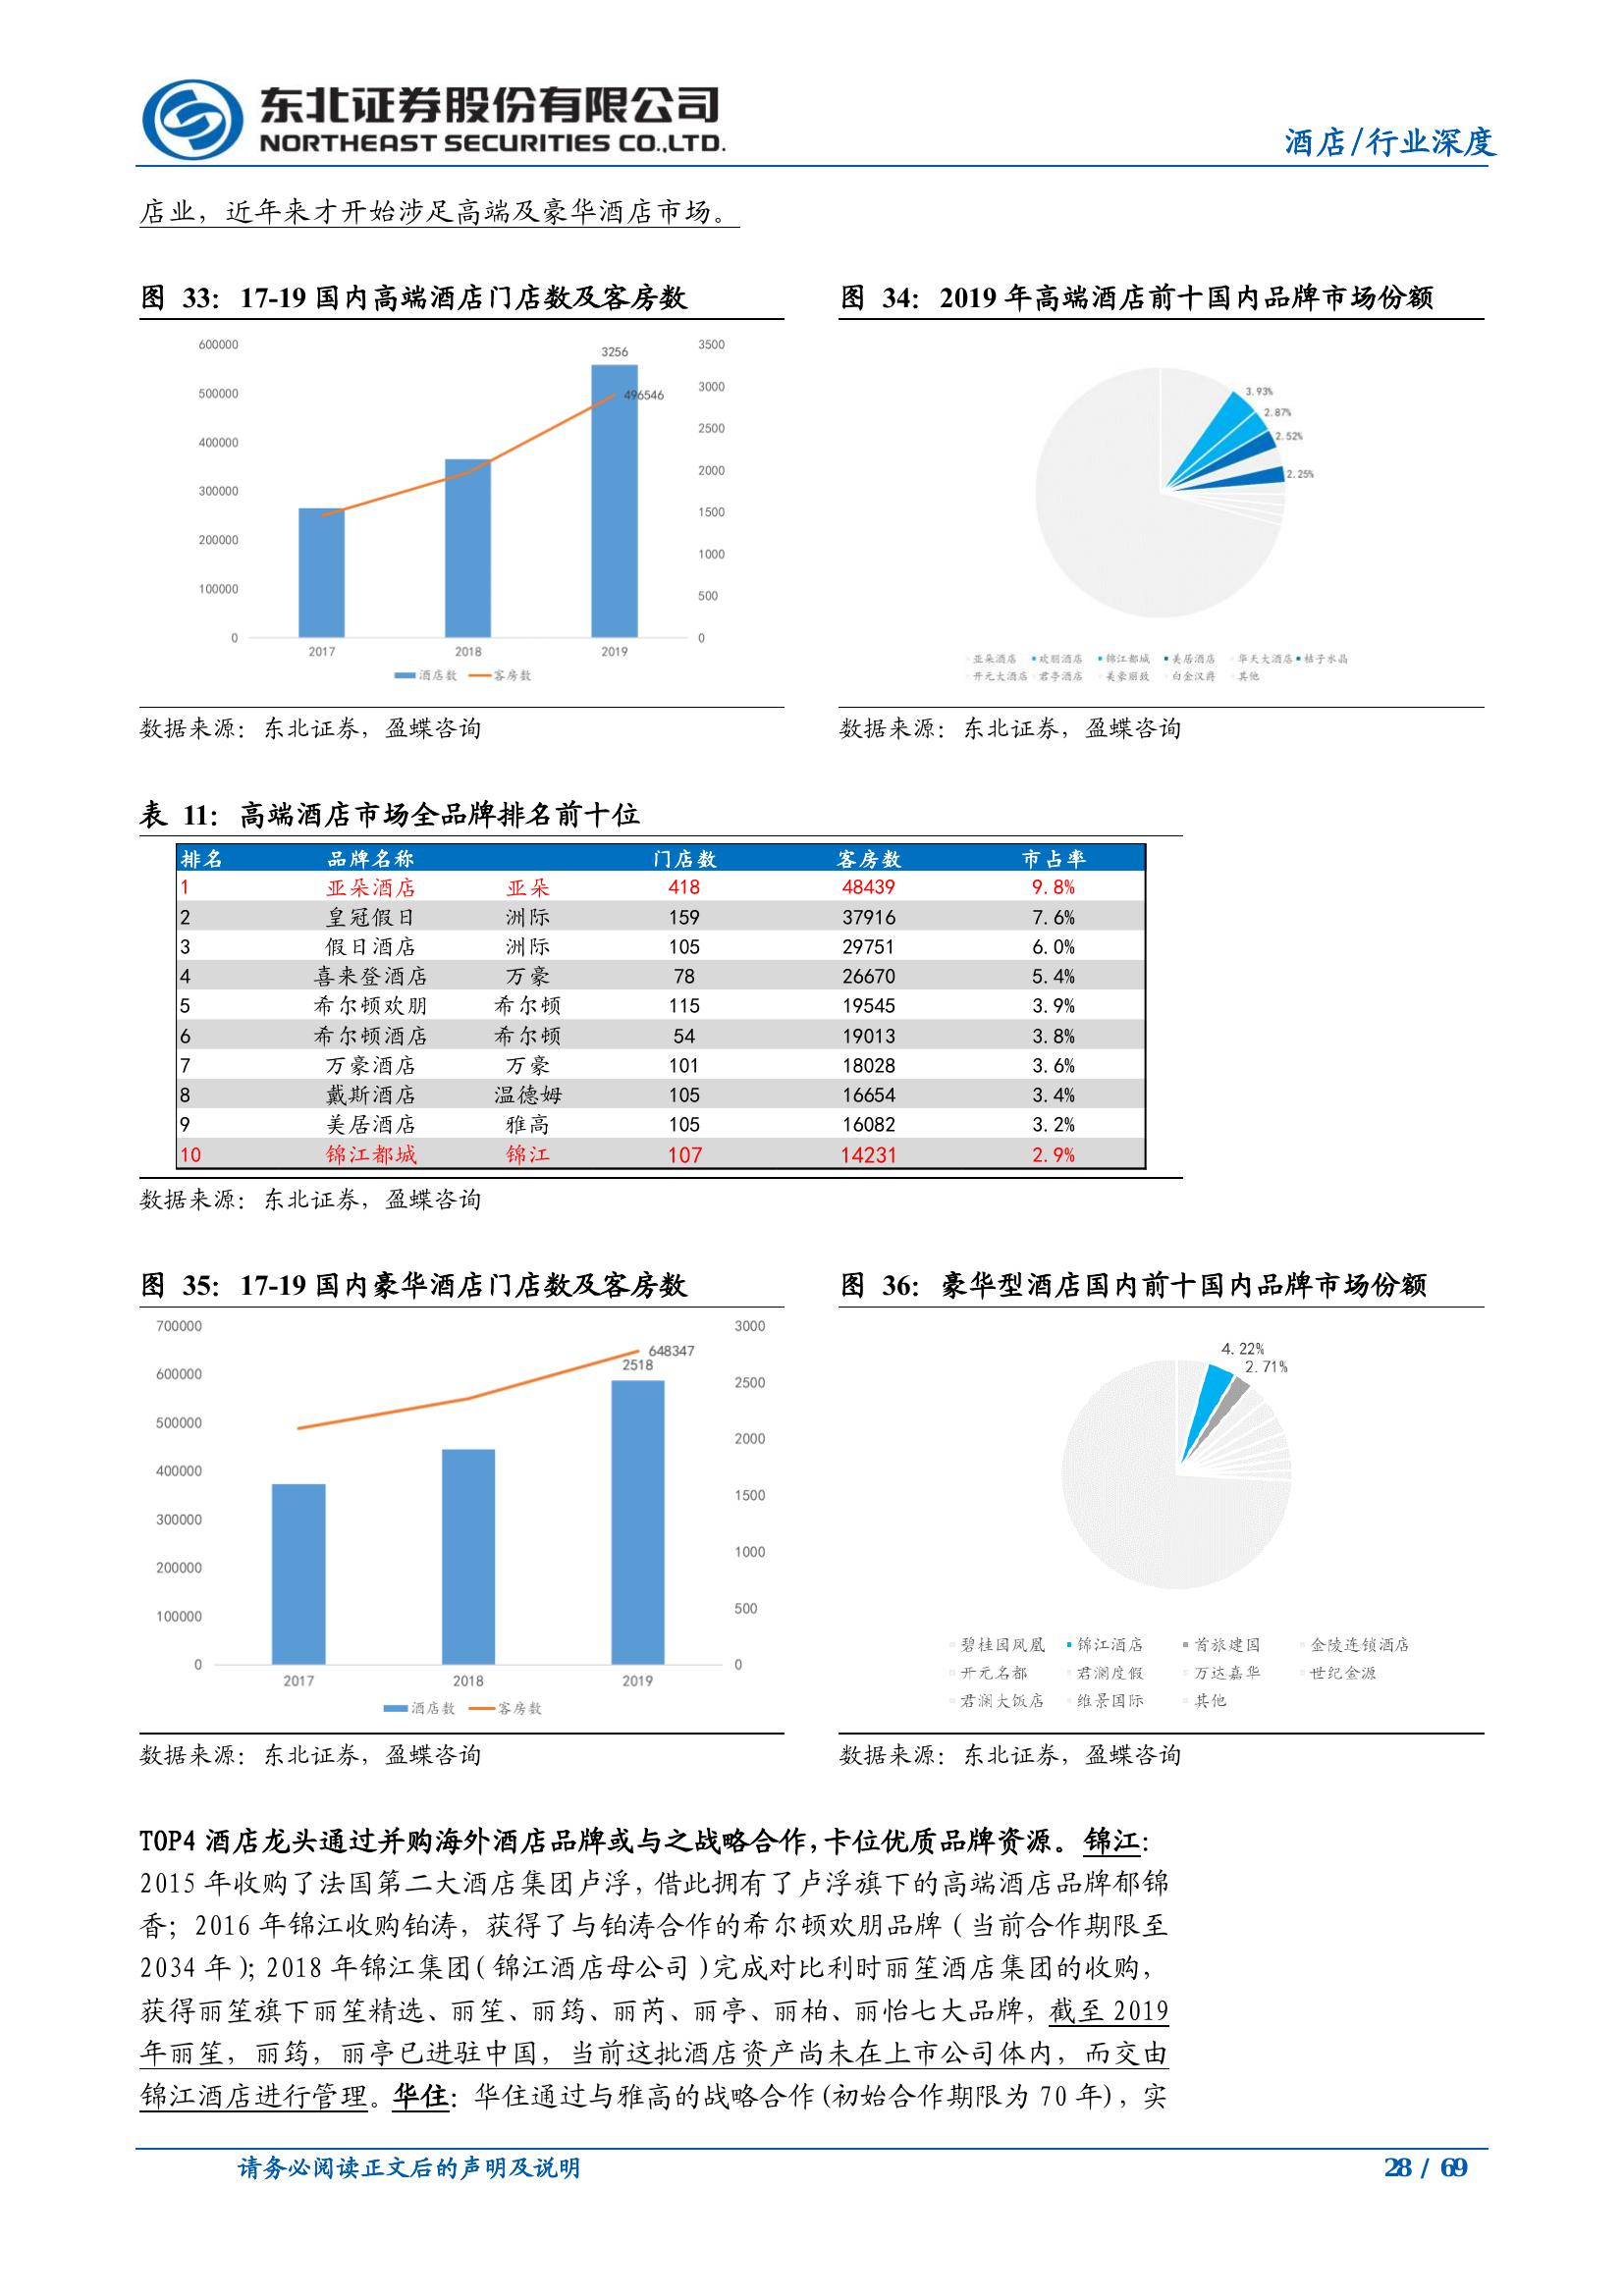 东北证券股份有限公司
NORTHEAST SECURITIES CO.,LTD.
酒店/行业深度
店业，近年来才开始涉足高端及豪华酒店市场。
图 33：17-19 国内高端酒店门店数及客房数
600000
500000
400000
300000
200000
100000
0
3500
3000
2500
2000
1500
1000
500
0
3256
496546
2017 2018 2019
酒店数 客房数
数据来源：东北证券，盈蝶咨询
图 34：2019 年高端酒店前十国内品牌市场份额
3.93%
2.87%
2.52%
2.25%
亚朵酒店 欢朋酒店 锦江都城 美居酒店 华天大酒店 桔子水晶
开元大酒店 君亭酒店 美豪丽致 白金汉爵 其他
数据来源：东北证券，盈蝶咨询
表 11：高端酒店市场全品牌排名前十位
排名 品牌名称 门店数 客房数 市占率
1 亚朵酒店 亚朵 418 48439 9.8%
2 皇冠假日 洲际 159 37916 7.6%
3 假日酒店 洲际 105 29751 6.0%
4 喜来登酒店 万豪 78 26670 5.4%
5 希尔顿欢朋 希尔顿 115 19545 3.9%
6 希尔顿酒店 希尔顿 54 19013 3.8%
7 万豪酒店 万豪 101 18028 3.6%
8 戴斯酒店 温德姆 105 16654 3.4%
9 美居酒店 雅高 105 16082 3.2%
10 锦江都城 锦江 107 14231 2.9%
数据来源：东北证券，盈蝶咨询
图 35：17-19 国内豪华酒店门店数及客房数
700000
600000
500000
400000
300000
200000
100000
0
3000
2500
2000
1500
1000
500
0
648347
2518
2017 2018 2019
酒店数 客房数
数据来源：东北证券，盈蝶咨询
图 36：豪华型酒店国内前十国内品牌市场份额
4.22%
2.71%
碧桂园凤凰 锦江酒店 首旅建国 金陵连锁酒店
开元名都 君澜度假 万达嘉华 世纪金源
君澜大饭店 维景国际 其他
数据来源：东北证券，盈蝶咨询
TOP4 酒店龙头通过并购海外酒店品牌或与之战略合作，卡位优质品牌资源。锦江：
2015 年收购了法国第二大酒店集团卢浮，借此拥有了卢浮旗下的高端酒店品牌郁锦
香；2016 年锦江收购铂涛，获得了与铂涛合作的希尔顿欢朋品牌（当前合作期限至
2034 年）；2018 年锦江集团（锦江酒店母公司）完成对比利时丽笙酒店集团的收购，
获得丽笙旗下丽笙精选、丽笙、丽筠、丽芮、丽亭、丽柏、丽怡七大品牌，截至 2019
年丽笙，丽筠，丽亭已进驻中国，当前这批酒店资产尚未在上市公司体内，而交由
锦江酒店进行管理。华住：华住通过与雅高的战略合作(初始合作期限为 70 年)，实
请务必阅读正文后的声明及说明
28 / 69